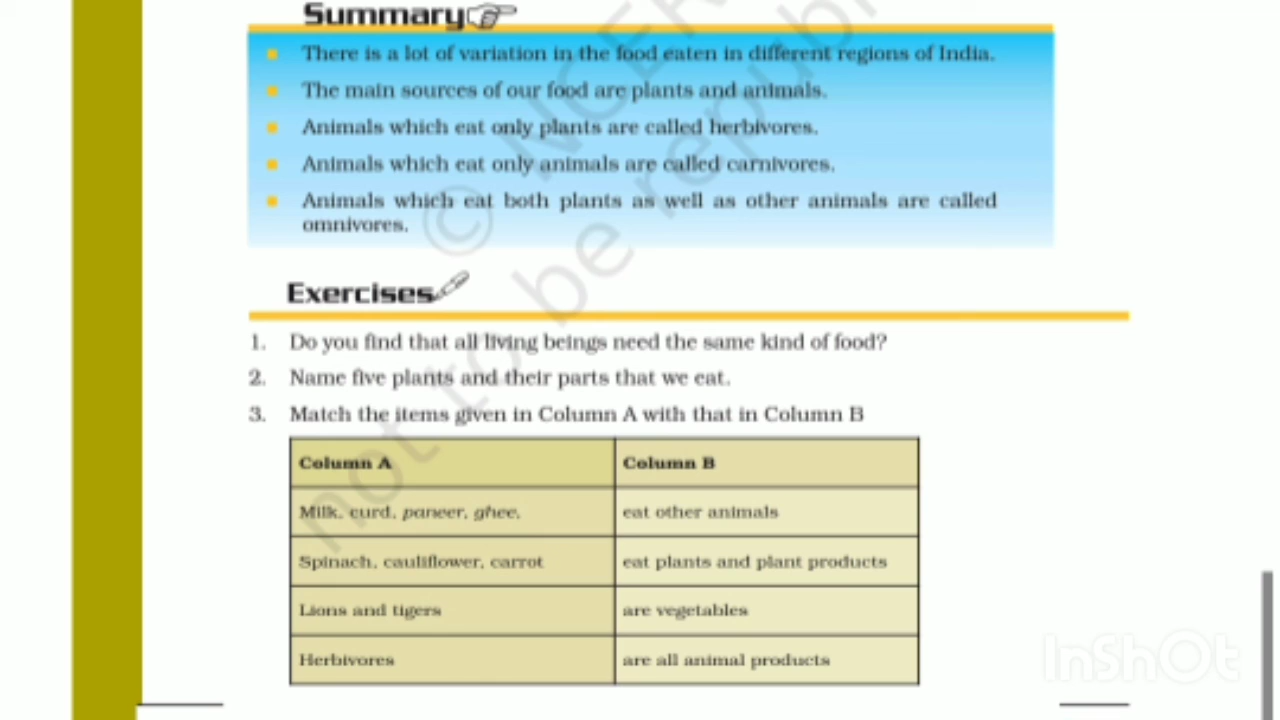 Summary
There is a lot of variation in the food eaten in different regions of India.
The main sources of our food are plants and animals.
Animals which eat only plants are called herbivores.
Animals which eat only animals are called carnivores.
Animals which eat both plants as well as other animals are called
omnivores.
Exercises
1. Do you find that all living beings need the same kind of food?
2. Name five plants and their parts that we eat.
3. Match the items given in Column A with that in Column B
Column A Column B
Milk, curd, paneer, ghee, eat other animals
Spinach, cauliflower, carrot eat plants and plant products
Lions and tigers are vegetables
Herbivores are all animal products
© NCER
not to be republi
InShOt